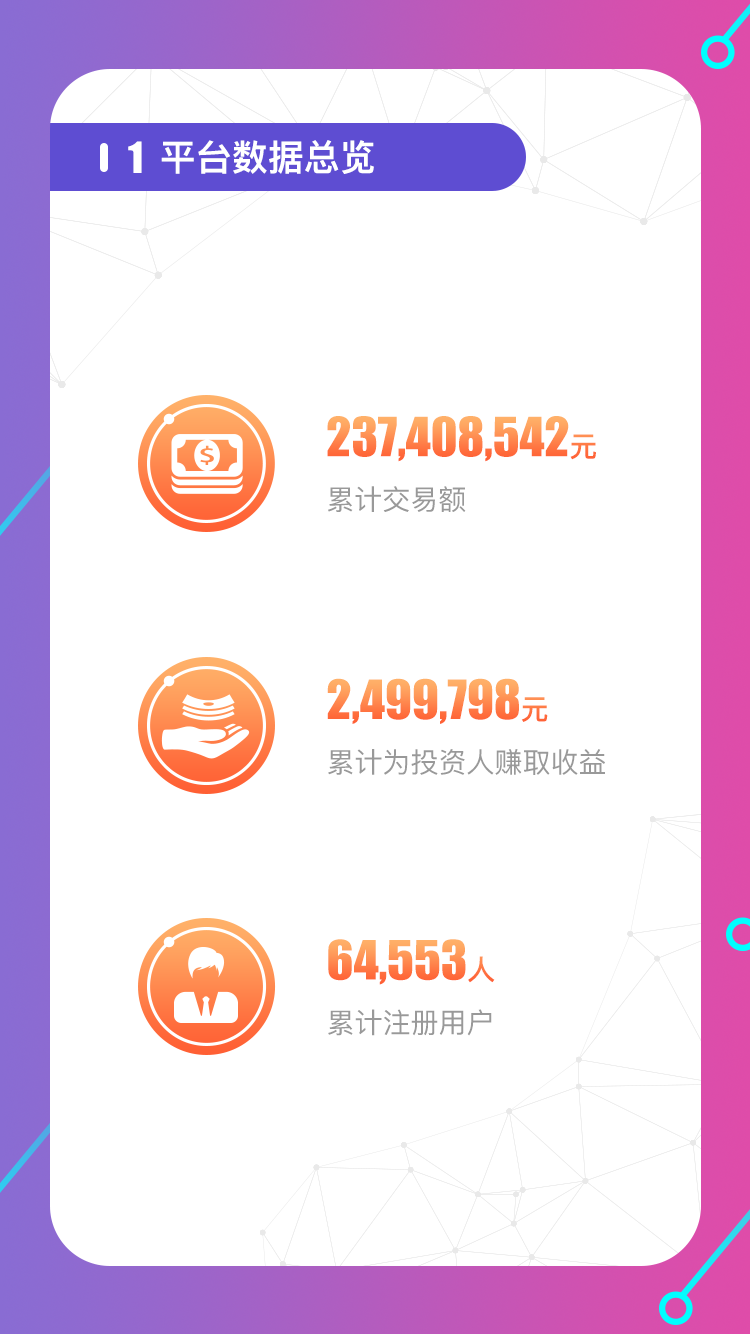 1 平台数据总览
237,408,542元
累计交易额
2,499,798元
累计为投资人赚取收益
64,553人
累计注册用户